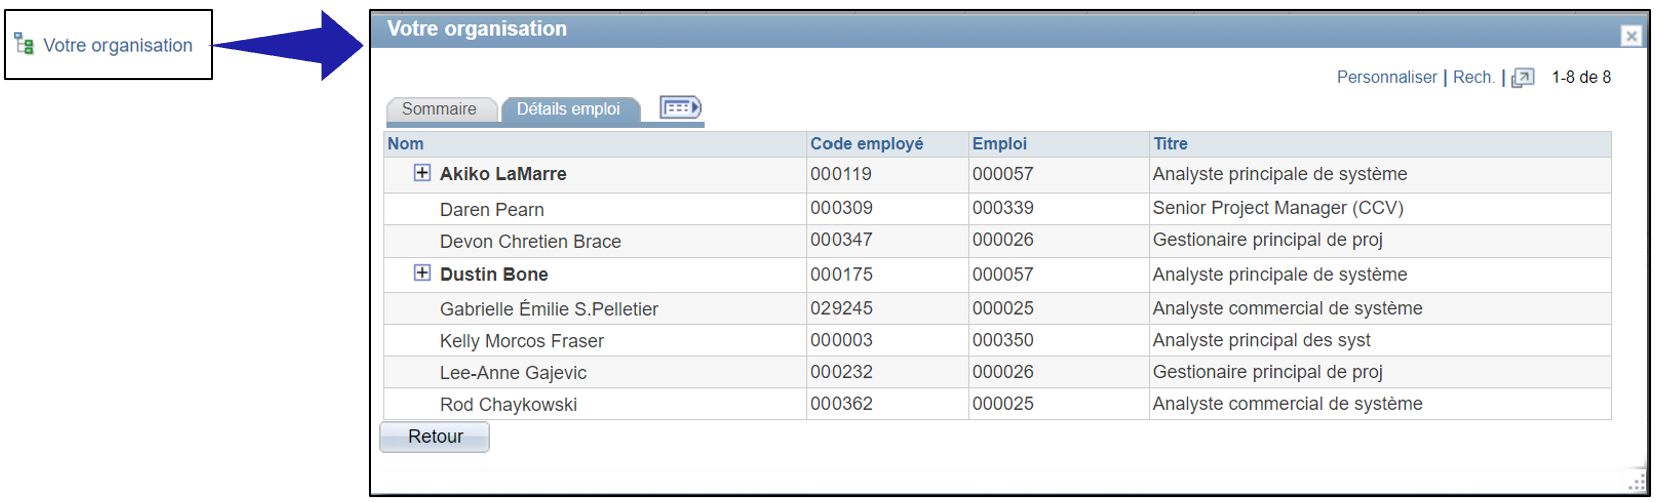 Votre organisation
Votre organisation
Personnaliser | Rech. | 1-8 de 8
Sommaire Détails emploi
Nom Code employé Emploi Titre
Akiko LaMarre 000119 000057 Analyste principale de système
Daren Pearn 000309 000339 Senior Project Manager (CCV)
Devon Chretien Brace 000347 000026 Gestionaire principal de proj
Dustin Bone 000175 000057 Analyste principale de système
Gabrielle Émilie S.Pelletier 029245 000025 Analyste commercial de système
Kelly Morcos Fraser 000003 000350 Analyste principal des syst
Lee-Anne Gajevic 000232 000026 Gestionaire principal de proj
Rod Chaykowski 000362 000025 Analyste commercial de système
Retour